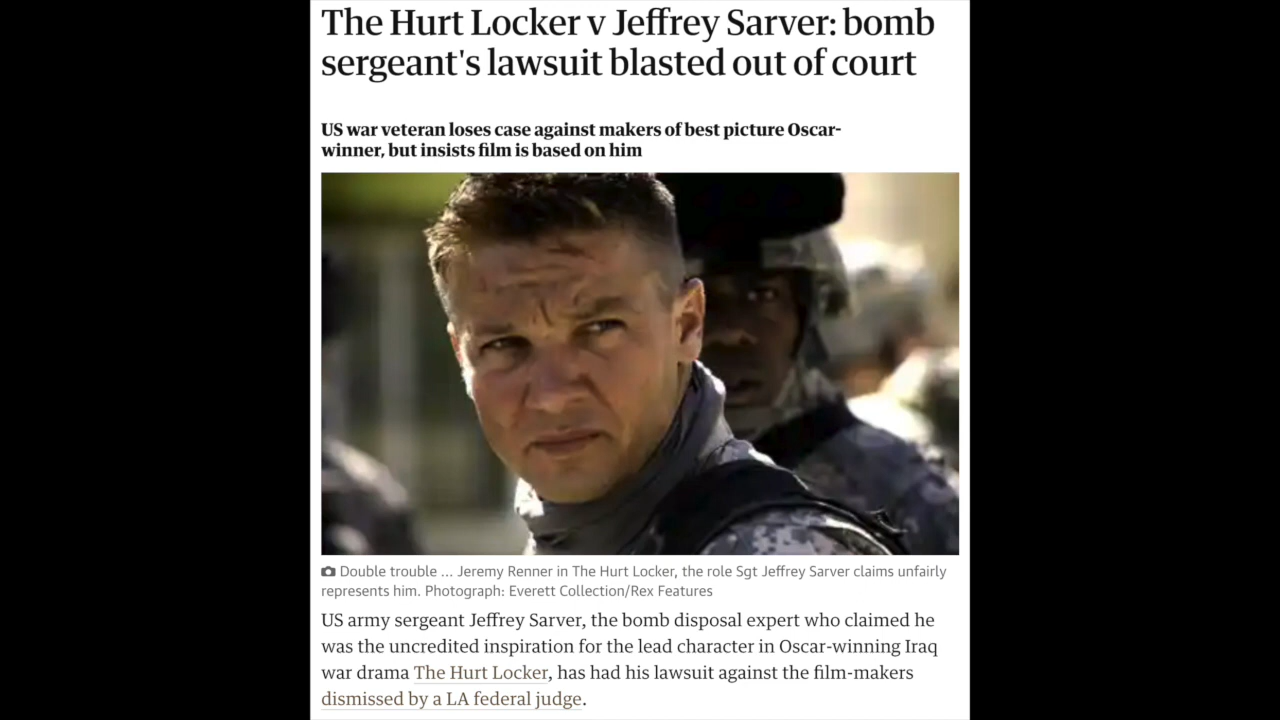 The Hurt Locker v Jeffrey Sarver: bomb
sergeant's lawsuit blasted out of court
US war veteran loses case against makers of best picture Oscar-
winner, but insists film is based on him
Double trouble ... Jeremy Renner in The Hurt Locker, the role Sgt Jeffrey Sarver claims unfairly
represents him. Photograph: Everett Collection/Rex Features
US army sergeant Jeffrey Sarver, the bomb disposal expert who claimed he
was the uncredited inspiration for the lead character in Oscar-winning Iraq
war drama The Hurt Locker, has had his lawsuit against the film-makers
dismissed by a LA federal judge.